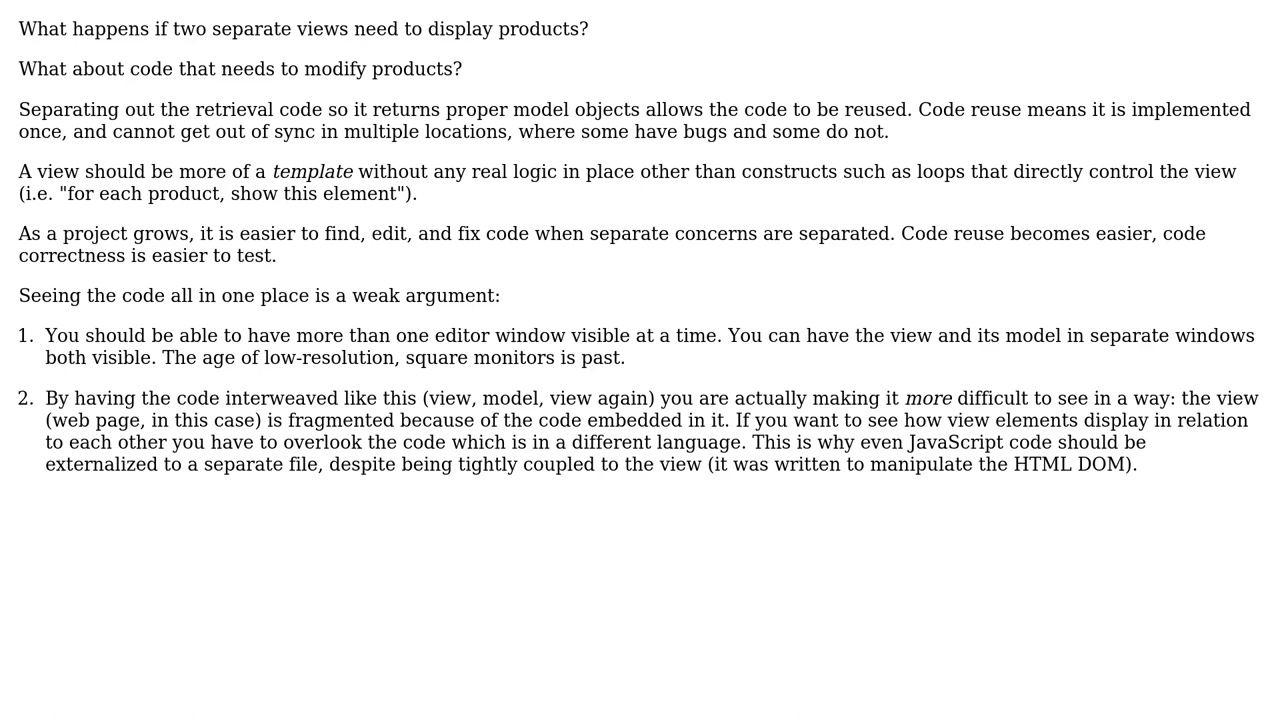 What happens if two separate views need to display products?
What about code that needs to modify products?
Separating out the retrieval code so it returns proper model objects allows the code to be reused. Code reuse means it is implemented
once, and cannot get out of sync in multiple locations, where some have bugs and some do not.
A view should be more of a template without any real logic in place other than constructs such as loops that directly control the view
(i.e. "for each product, show this element").
As a project grows, it is easier to find, edit, and fix code when separate concerns are separated. Code reuse becomes easier, code
correctness is easier to test.
Seeing the code all in one place is a weak argument:
1. You should be able to have more than one editor window visible at a time. You can have the view and its model in separate windows
both visible. The age of low-resolution, square monitors is past.
2. By having the code interweaved like this (view, model, view again) you are actually making it more difficult to see in a way: the view
(web page, in this case) is fragmented because of the code embedded in it. If you want to see how view elements display in relation
to each other you have to overlook the code which is in a different language. This is why even JavaScript code should be
externalized to a separate file, despite being tightly coupled to the view (it was written to manipulate the HTML DOM).